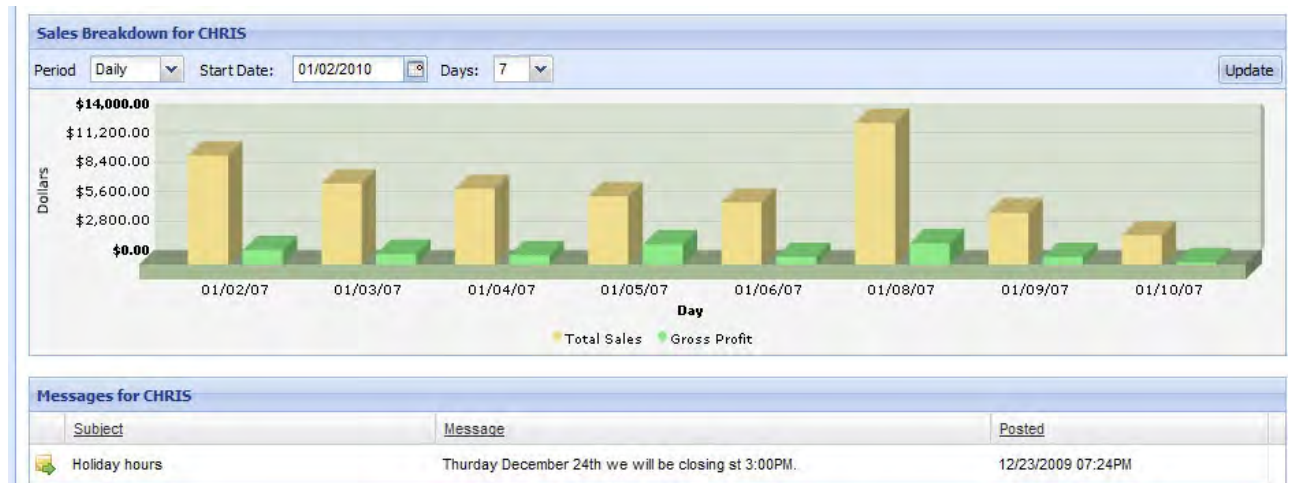 Sales Breakdown for CHRIS
Period Daily Start Date: 01/02/2010 Days: 7 Update
$14,000.00
$11,200.00
$8,400.00
$5,600.00
$2,800.00
$0.00
Dollars
01/02/07 01/03/07 01/04/07 01/05/07 01/06/07 01/08/07 01/09/07 01/10/07
Day
Total Sales Gross Profit
Messages for CHRIS
Subject Message Posted
Holiday hours Thurday December 24th we will be closing st 3:00PM. 12/23/2009 07:24PM